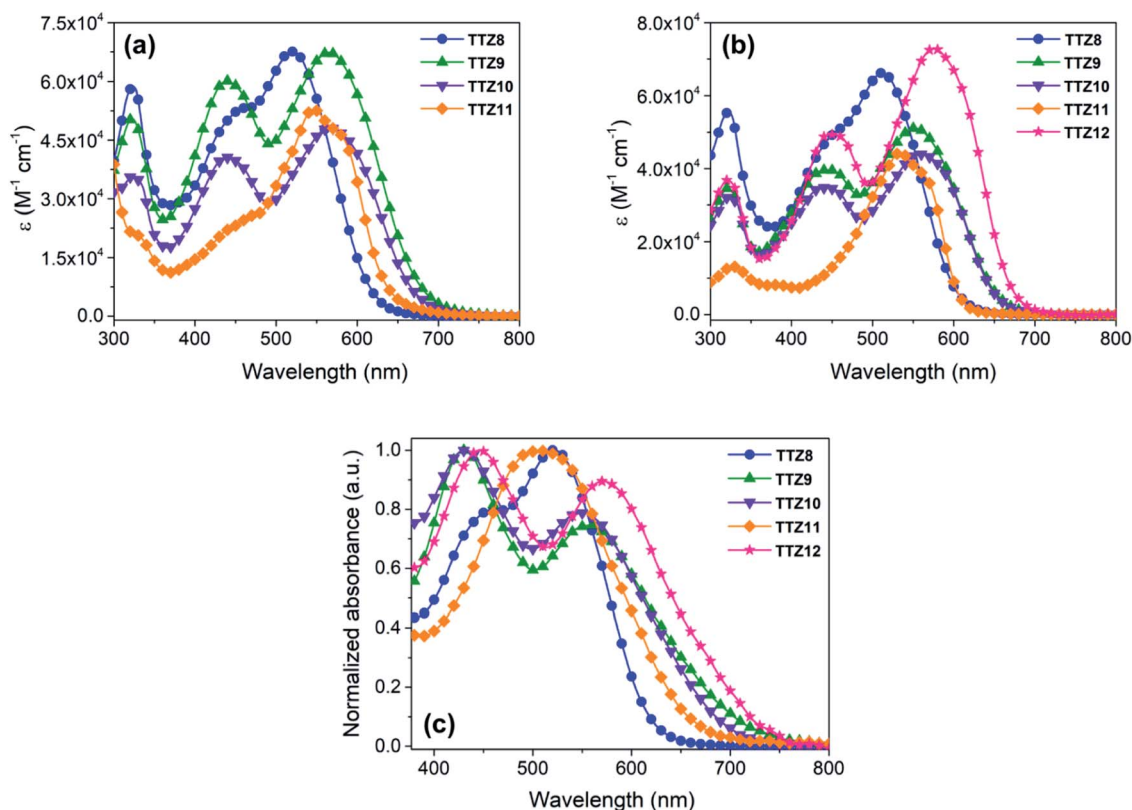 (a)
TTZ8
TTZ9
TTZ10
TTZ11
ε (M⁻¹ cm⁻¹)
7.5x10⁴
6.0x10⁴
4.5x10⁴
3.0x10⁴
1.5x10⁴
0.0
300 400 500 600 700 800
Wavelength (nm)
(b)
TTZ8
TTZ9
TTZ10
TTZ11
TTZ12
ε (M⁻¹ cm⁻¹)
8.0x10⁴
6.0x10⁴
4.0x10⁴
2.0x10⁴
0.0
300 400 500 600 700 800
Wavelength (nm)
TTZ8
TTZ9
TTZ10
TTZ11
TTZ12
Normalized absorbance (a.u.)
1.0
0.8
0.6
0.4
0.2
0.0
(c)
400 500 600 700 800
Wavelength (nm)